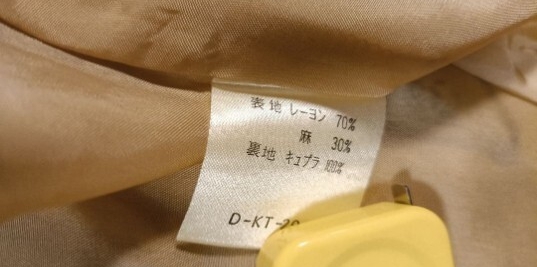 表地 レーヨン 70%
麻 30%
裏地 キュプラ 100%